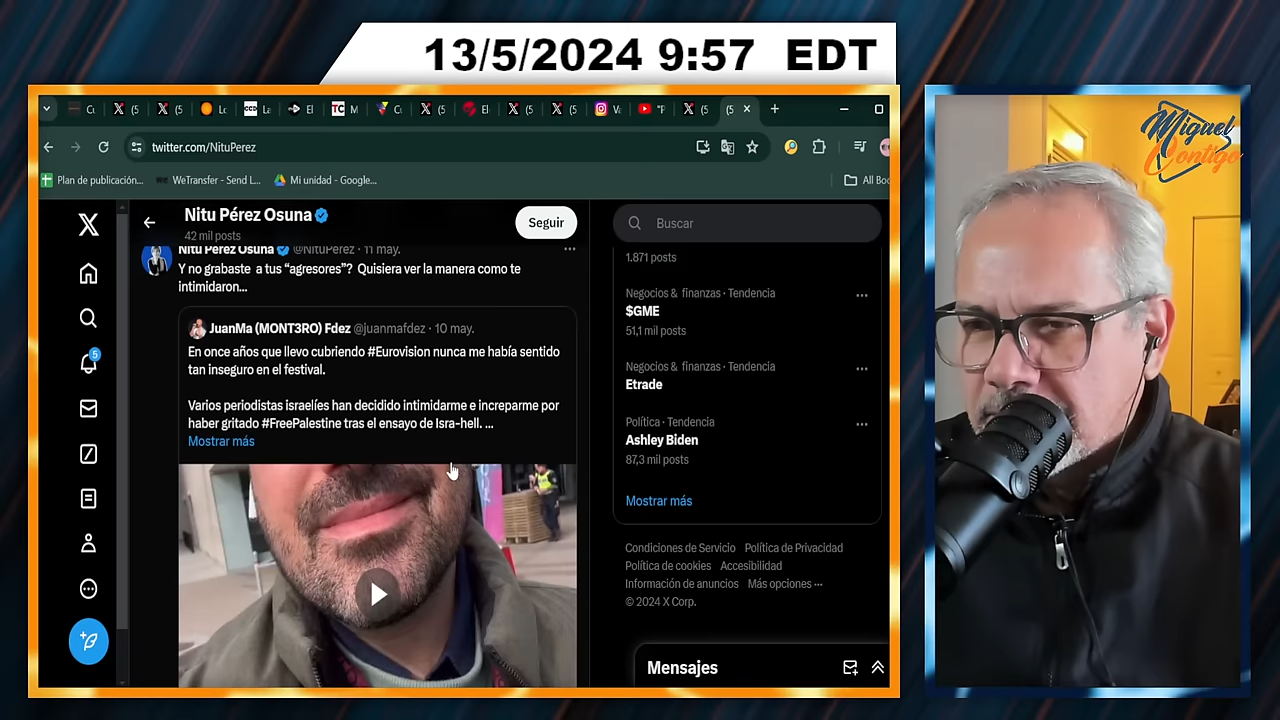 13/5/2024 9:57 EDT
twitter.com/NituPerez
Plan de publicación...
WeTransfer - Send L...
Mi unidad - Google...
All Boo
Nitu Pérez Osuna
42 mil posts
Seguir
Buscar
Nitu Pérez Osuna @NituPerez · 11 may.
Y no grabaste a tus “agresores”? Quisiera ver la manera como te
intimidaron...
JuanMa (MONT3RO) Fdez @juanmafdez · 10 may.
En once años que llevo cubriendo #Eurovision nunca me había sentido
tan inseguro en el festival.
Varios periodistas israelíes han decidido intimidarme e increparme por
haber gritado #FreePalestine tras el ensayo de Isra-hell. ...
Mostrar más
1.871 posts
Negocios & finanzas · Tendencia
$GME
51,1 mil posts
Negocios & finanzas · Tendencia
Etrade
Política · Tendencia
Ashley Biden
87,3 mil posts
Mostrar más
Condiciones de Servicio Política de Privacidad
Política de cookies Accesibilidad
Información de anuncios Más opciones ···
© 2024 X Corp.
Mensajes
5
Miguel
Contigo